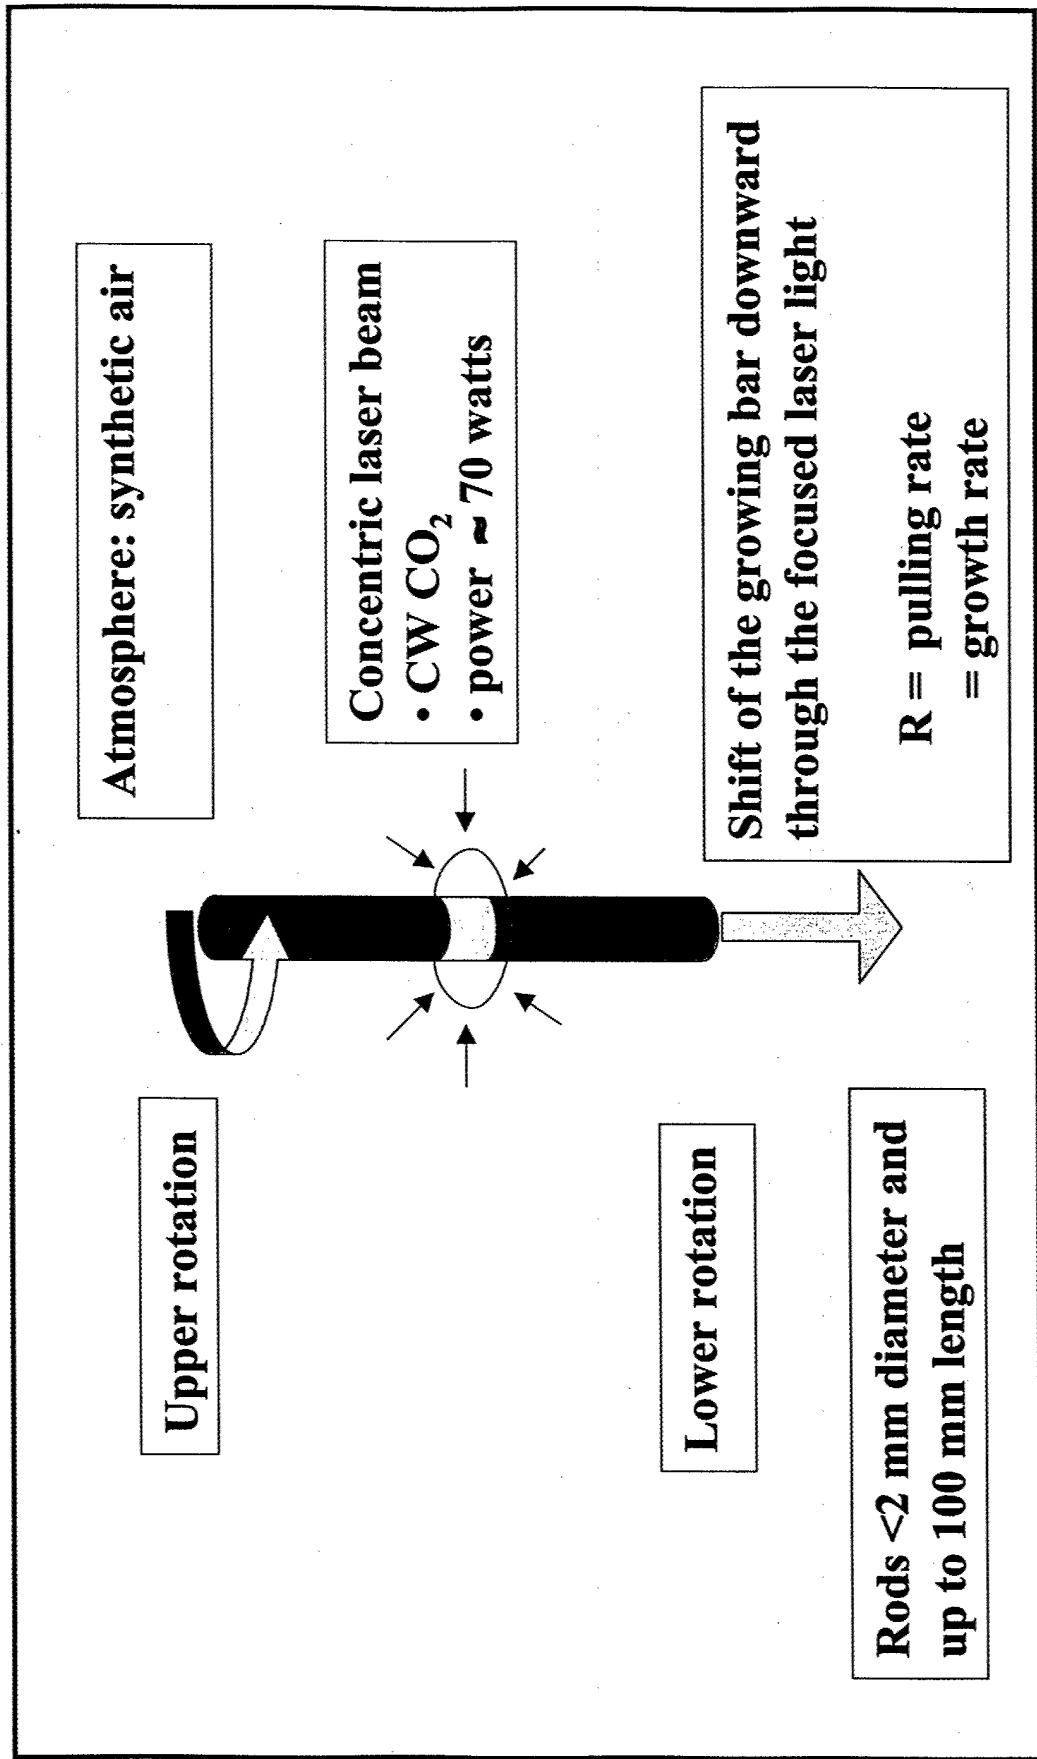 Atmosphere: synthetic air
Upper rotation
Concentric laser beam
• CW CO₂
• power ≈ 70 watts
Lower rotation
Shift of the growing bar downward
through the focused laser light
R = pulling rate
= growth rate
Rods <2 mm diameter and
up to 100 mm length